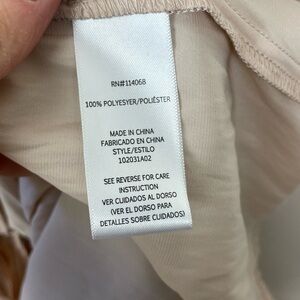 RN#114068
100% POLYESYER/POLIÉSTER
MADE IN CHINA
FABRICADO EN CHINA
STYLE/ESTILO
102031A02
SEE REVERSE FOR CARE
INSTRUCTION
VER CUIDADOS AL DORSO
(VER EL DORSO PARA
DETALLES SOBRE CUIDADOS)